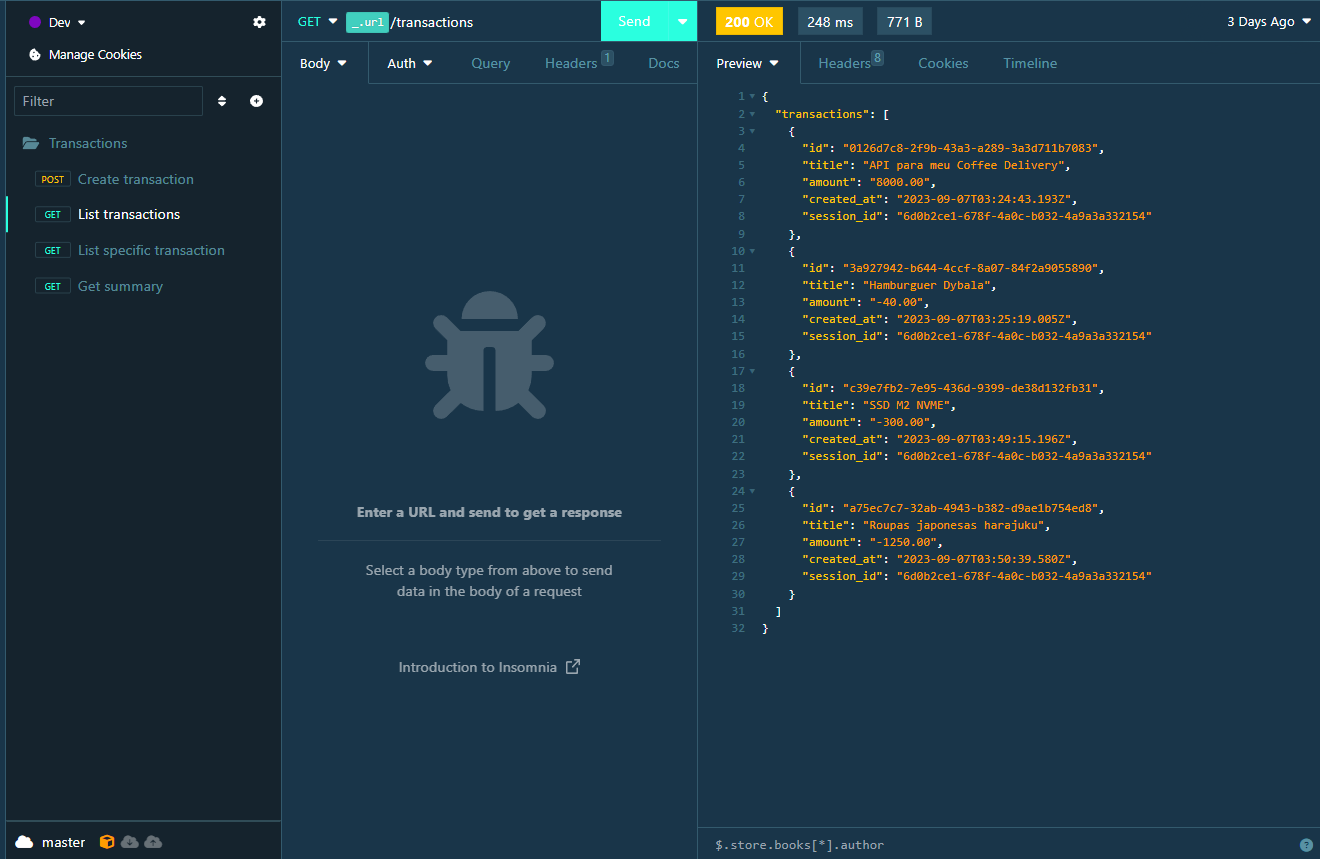 Dev
Manage Cookies
Filter
Transactions
POST Create transaction
GET List transactions
GET List specific transaction
GET Get summary
master
GET _.url/transactions Send
Body Auth Query Headers 1 Docs
Enter a URL and send to get a response
Select a body type from above to send
data in the body of a request
Introduction to Insomnia
200 OK 248 ms 771 B 3 Days Ago
Preview Headers 8 Cookies Timeline
1 {
2 "transactions": [
3 {
4 "id": "0126d7c8-2f9b-43a3-a289-3a3d711b7083",
5 "title": "API para meu Coffee Delivery",
6 "amount": "8000.00",
7 "created_at": "2023-09-07T03:24:43.193Z",
8 "session_id": "6d0b2ce1-678f-4a0c-b032-4a9a3a332154"
9 },
10 {
11 "id": "3a927942-b644-4ccf-8a07-84f2a9055890",
12 "title": "Hamburguer Dybala",
13 "amount": "-40.00",
14 "created_at": "2023-09-07T03:25:19.005Z",
15 "session_id": "6d0b2ce1-678f-4a0c-b032-4a9a3a332154"
16 },
17 {
18 "id": "c39e7fb2-7e95-436d-9399-de38d132fb31",
19 "title": "SSD M2 NVME",
20 "amount": "-300.00",
21 "created_at": "2023-09-07T03:49:15.196Z",
22 "session_id": "6d0b2ce1-678f-4a0c-b032-4a9a3a332154"
23 },
24 {
25 "id": "a75ec7c7-32ab-4943-b382-d9ae1b754ed8",
26 "title": "Roupas japonesas harajuku",
27 "amount": "-1250.00",
28 "created_at": "2023-09-07T03:50:39.580Z",
29 "session_id": "6d0b2ce1-678f-4a0c-b032-4a9a3a332154"
30 }
31 ]
32 }
$.store.books[*].author ?